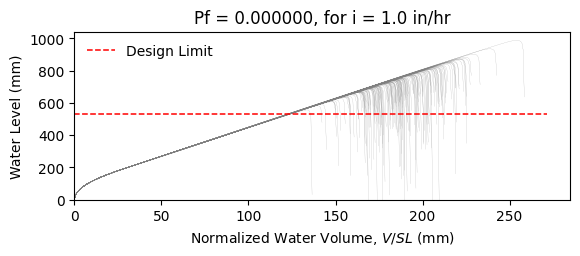 Pf = 0.000000, for i = 1.0 in/hr
Design Limit
Water Level (mm)
1000
800
600
400
200
0
0 50 100 150 200 250
Normalized Water Volume, V/SL (mm)